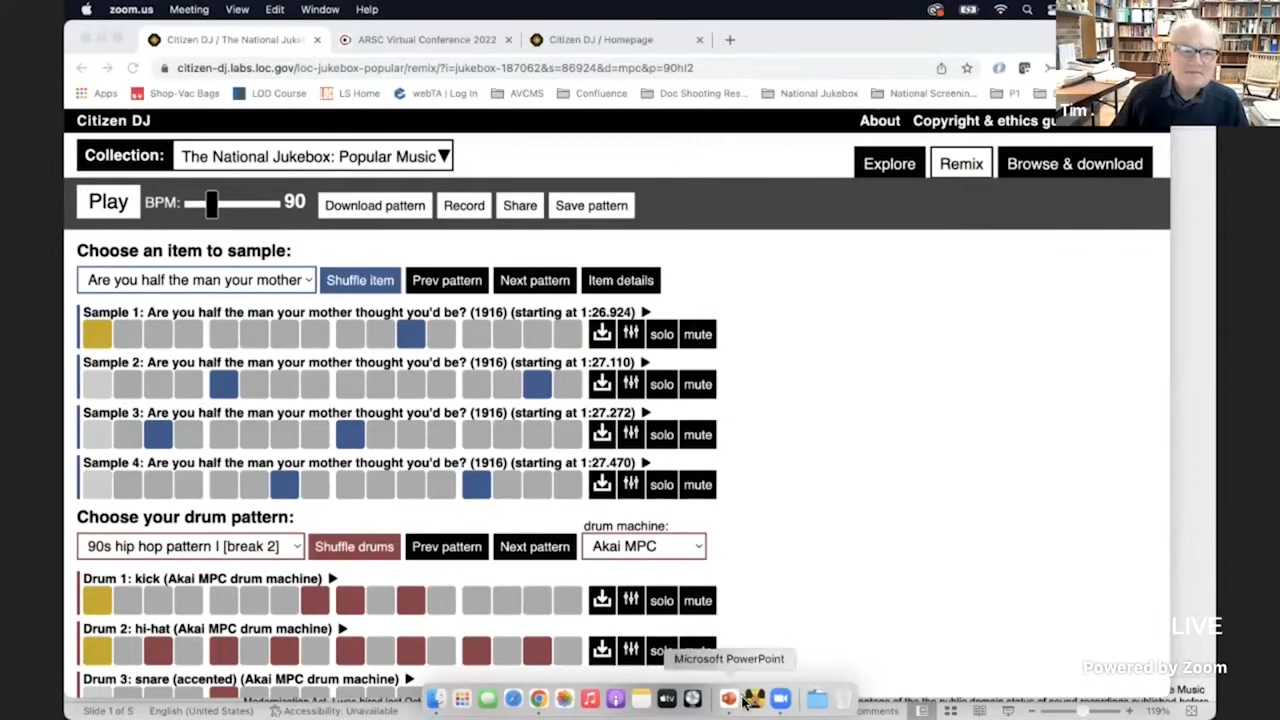 zoom.us Meeting View Edit Window Help
Citizen DJ / The National Juke
ARSC Virtual Conference 2022
Citizen DJ / Homepage
citizen-dj.labs.loc.gov/loc-jukebox-popular/remix/?i=jukebox-187062&s=86924&d=mpc&p=90hl2
Apps Shop-Vac Bags LOD Course LS Home webTA | Log In AVCMS Confluence Doc Shooting Res... National Jukebox National Screenin... P1
Tim .
Citizen DJ
About Copyright & ethics gu
Collection: The National Jukebox: Popular Music
Explore Remix Browse & download
Play BPM: 90 Download pattern Record Share Save pattern
Choose an item to sample:
Are you half the man your mother Shuffle item Prev pattern Next pattern Item details
Sample 1: Are you half the man your mother thought you'd be? (1916) (starting at 1:26.924)
solo mute
Sample 2: Are you half the man your mother thought you'd be? (1916) (starting at 1:27.110)
solo mute
Sample 3: Are you half the man your mother thought you'd be? (1916) (starting at 1:27.272)
solo mute
Sample 4: Are you half the man your mother thought you'd be? (1916) (starting at 1:27.470)
solo mute
Choose your drum pattern:
drum machine:
90s hip hop pattern I [break 2] Shuffle drums Prev pattern Next pattern Akai MPC
Drum 1: kick (Akai MPC drum machine)
solo mute
Drum 2: hi-hat (Akai MPC drum machine)
solo mute
LIVE
Microsoft PowerPoint
Powered by Zoom
Drum 3: snare (accented) (Akai MPC drum machine)
tv
Slide 1 of 5 English (United States) Accessibility: Unavailable omments 119%